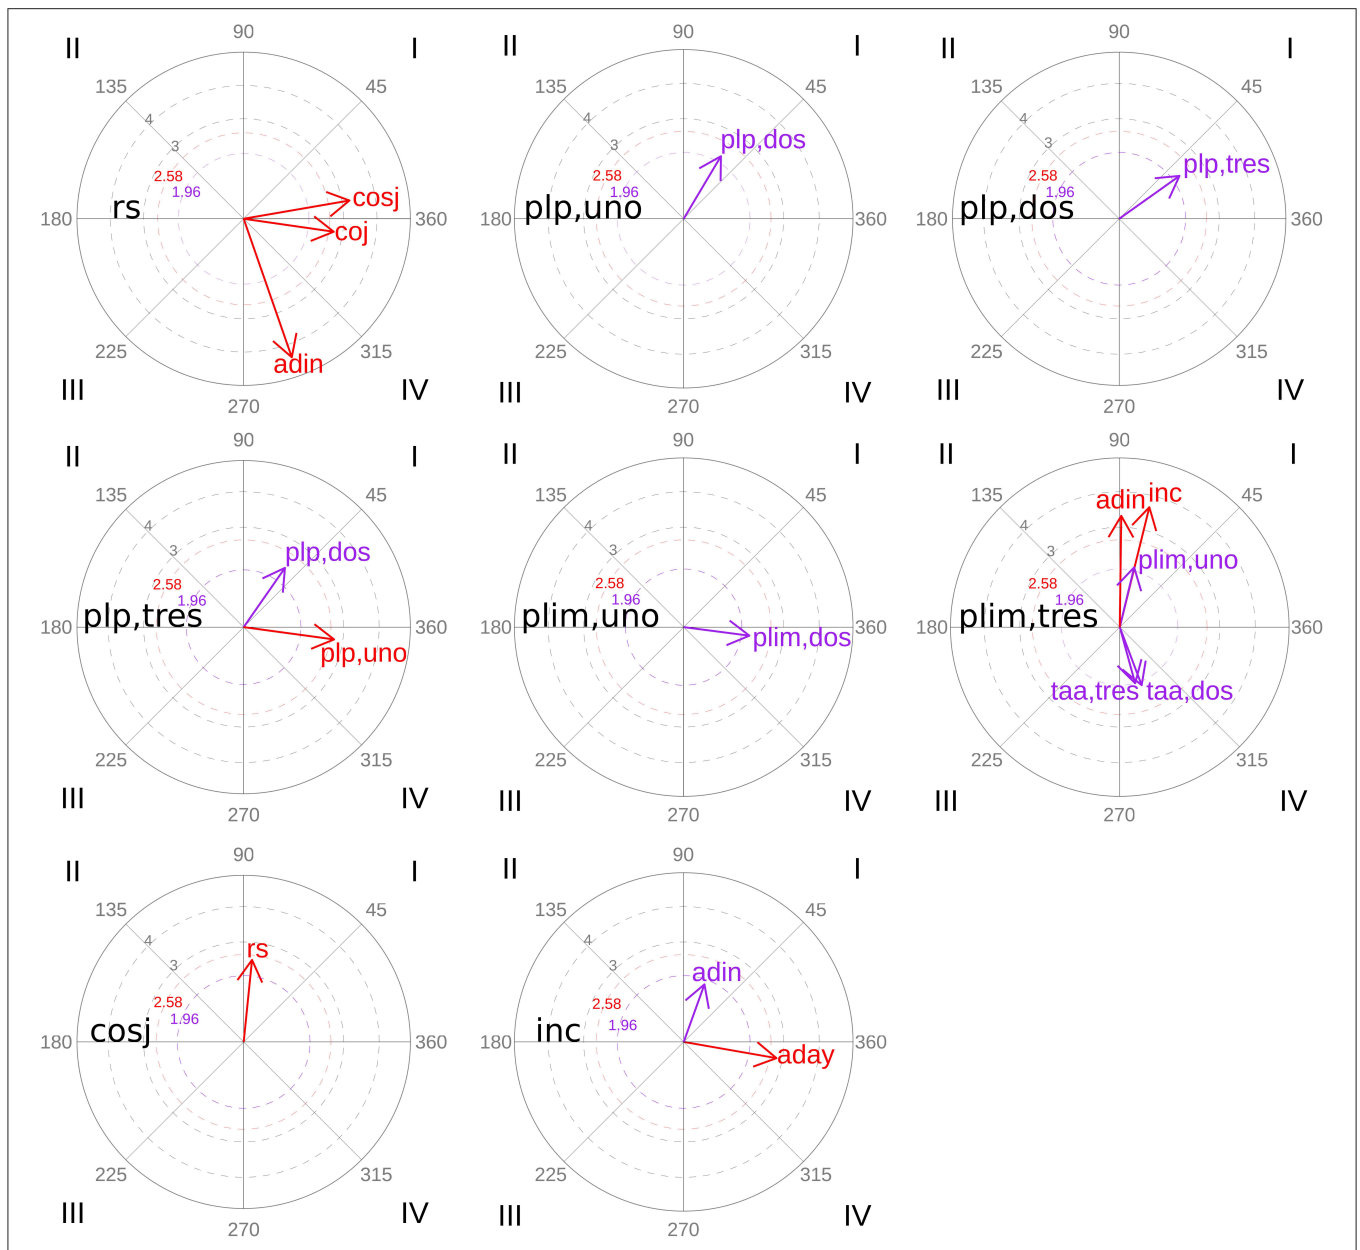 90
II
I
135
45
4
3
2.58
1.96
rs
cosj
coj
180
360
adin
225
315
III
IV
270
90
II
I
135
45
4
3
2.58
1.96
plp,dos
plp,uno
180
360
225
315
III
IV
270
90
II
I
135
45
4
3
2.58
1.96
plp,tres
plp,dos
180
360
225
315
III
IV
270
90
II
I
135
45
4
3
2.58
1.96
plp,dos
plp,tres
180
360
plp,uno
225
315
III
IV
270
90
II
I
135
45
4
3
2.58
1.96
plim,uno
180
360
plim,dos
225
315
III
IV
270
90
II
I
135
45
adin
inc
4
3
2.58
1.96
plim,uno
plim,tres
180
360
taa,tres
taa,dos
225
315
III
IV
270
90
II
I
135
45
4
3
2.58
1.96
rs
cosj
180
360
225
315
III
IV
270
90
II
I
135
45
4
3
2.58
1.96
adin
inc
180
360
aday
225
315
III
IV
270